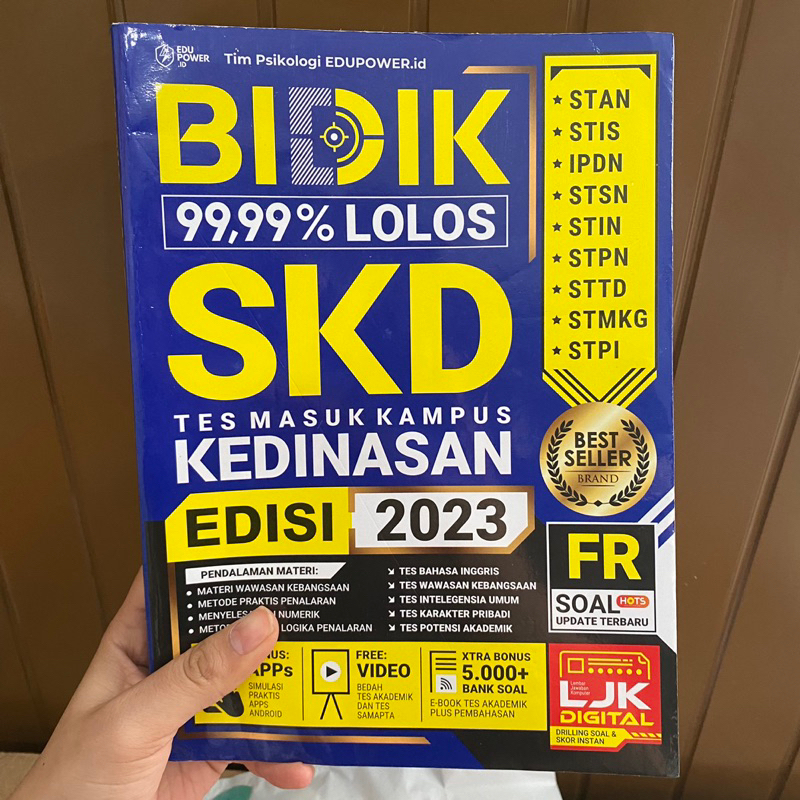 EDU
POWER
.ID
Tim Psikologi EDUPOWER.id
BIDIK
99,99% LOLOS
SKD
TES MASUK KAMPUS
KEDINASAN
EDISI 2023
STAN
STIS
IPDN
STSN
STIN
STPN
STTD
STMKG
STPI
BEST
SELLER
BRAND
PENDALAMAN MATERI:
MATERI WAWASAN KEBANGSAAN
METODE PRAKTIS PENALARAN
NUMERIK
LOGIKA PENALARAN
TES BAHASA INGGRIS
TES WAWASAN KEBANGSAAN
TES INTELEGENSIA UMUM
TES KARAKTER PRIBADI
TES POTENSI AKADEMIK
FR
SOAL HOTS
UPDATE TERBARU
APPs
SIMULASI
PRAKTIS
APPS
ANDROID
FREE:
VIDEO
BEDAH
TES AKADEMIK
DAN TES
SAMAPTA
XTRA BONUS
5.000+
BANK SOAL
E-BOOK TES AKADEMIK
PLUS PEMBAHASAN
Lembar
Jawaban
Komputer
LJK
DIGITAL
DRILLING SOAL &
SKOR INSTAN